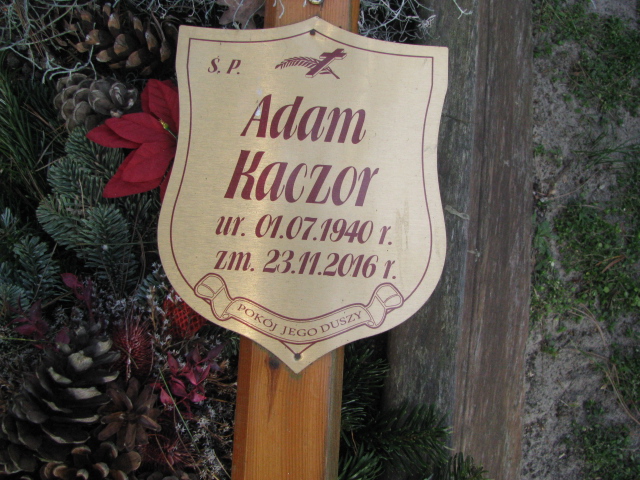 Ś. P.
Adam
Kaczor
ur. 01.07.1940 r.
zm. 23.11.2016 r.
POKÓJ JEGO DUSZY